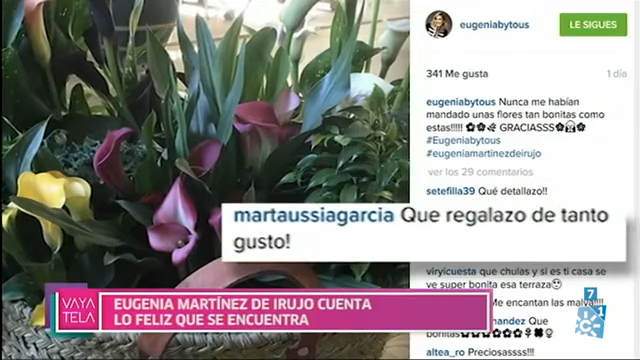 eugeniabytous
LE SIGUES
341 Me gusta
1 día
eugeniabytous Nunca me habían
mandado unas flores tan bonitas como
estas!!!!! GRACIASSS
#Eugeniabytous
#eugeniamartinezdeirujo
ver los 29 comentarios
setefilla39 Qué detallazo!!
martaussiagarcia Que regalazo de tanto
gusto!
viryicuesta que chulas y si es ti casa se
ve super bonita esa terraza
Me encantan las
Que
bonitas
altea_ro Preciosasss!!!
VAYA
TELA
EUGENIA MARTÍNEZ DE IRUJO CUENTA
LO FELIZ QUE SE ENCUENTRA
7